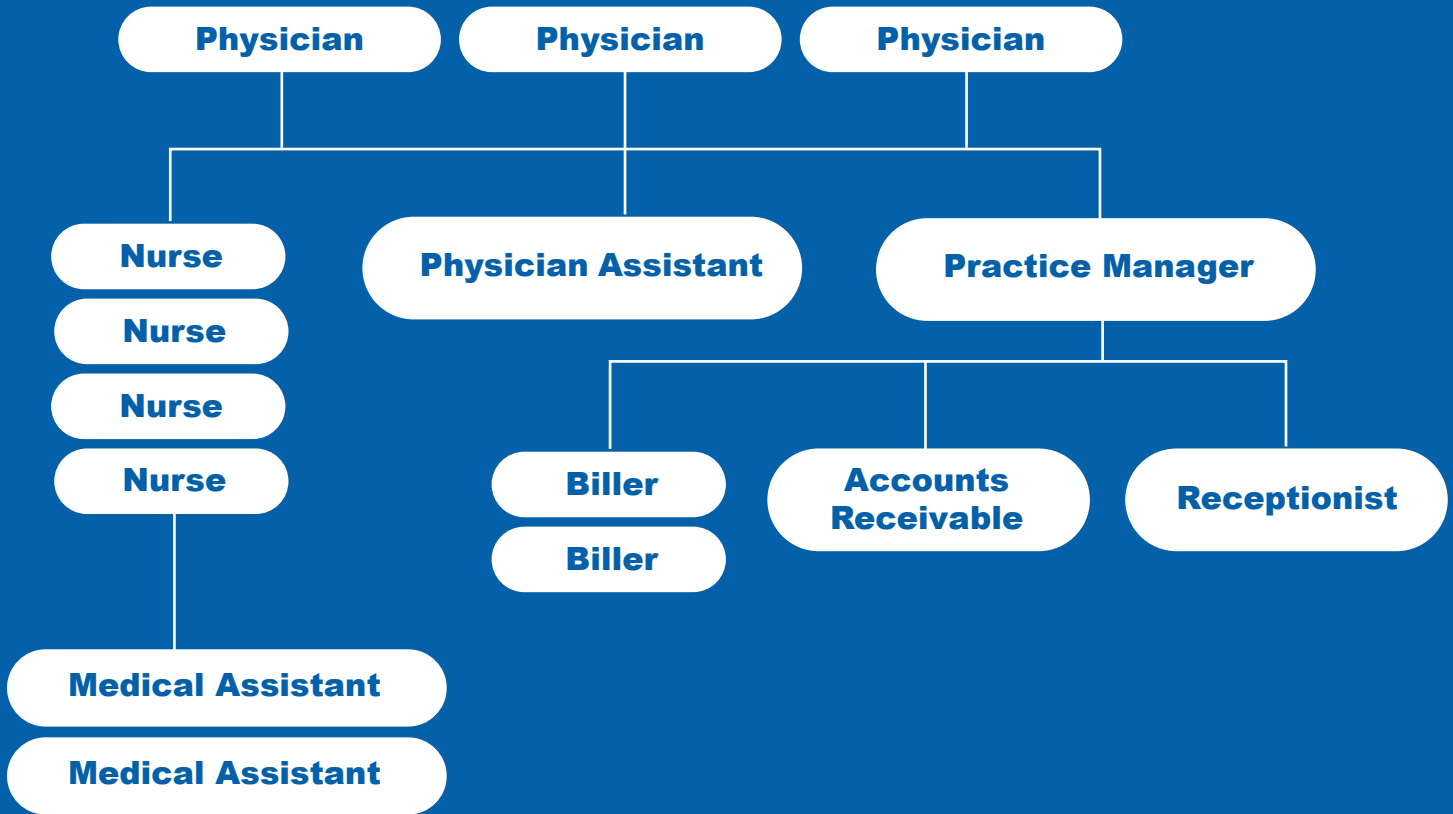 Physician
Physician
Physician
Nurse
Physician Assistant
Practice Manager
Nurse
Nurse
Nurse
Biller
Accounts
Receivable
Receptionist
Biller
Medical Assistant
Medical Assistant